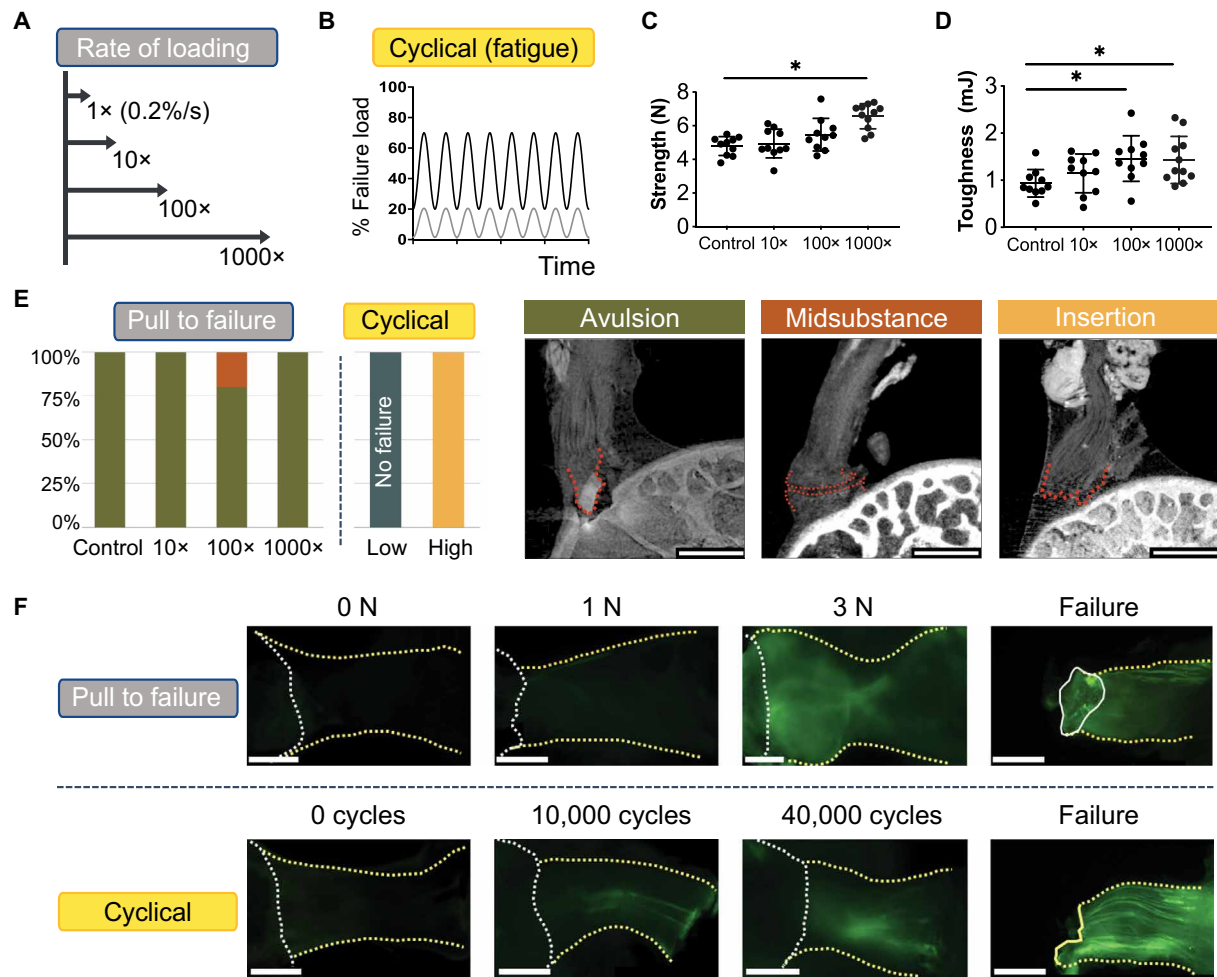 A
Rate of loading
1× (0.2%/s)
10×
100×
1000×
B
Cyclical (fatigue)
% Failure load
100
80
60
40
20
0
Time
C
*
Strength (N)
8
6
4
2
0
Control 10× 100× 1000×
D
*
*
Toughness (mJ)
3
2
1
0
Control 10× 100× 1000×
E
Pull to failure
Cyclical
100%
75%
50%
25%
0%
Control 10× 100× 1000×
No failure
Low High
Avulsion
Midsubstance
Insertion
F
0 N
1 N
3 N
Failure
Pull to failure
0 cycles
10,000 cycles
40,000 cycles
Failure
Cyclical